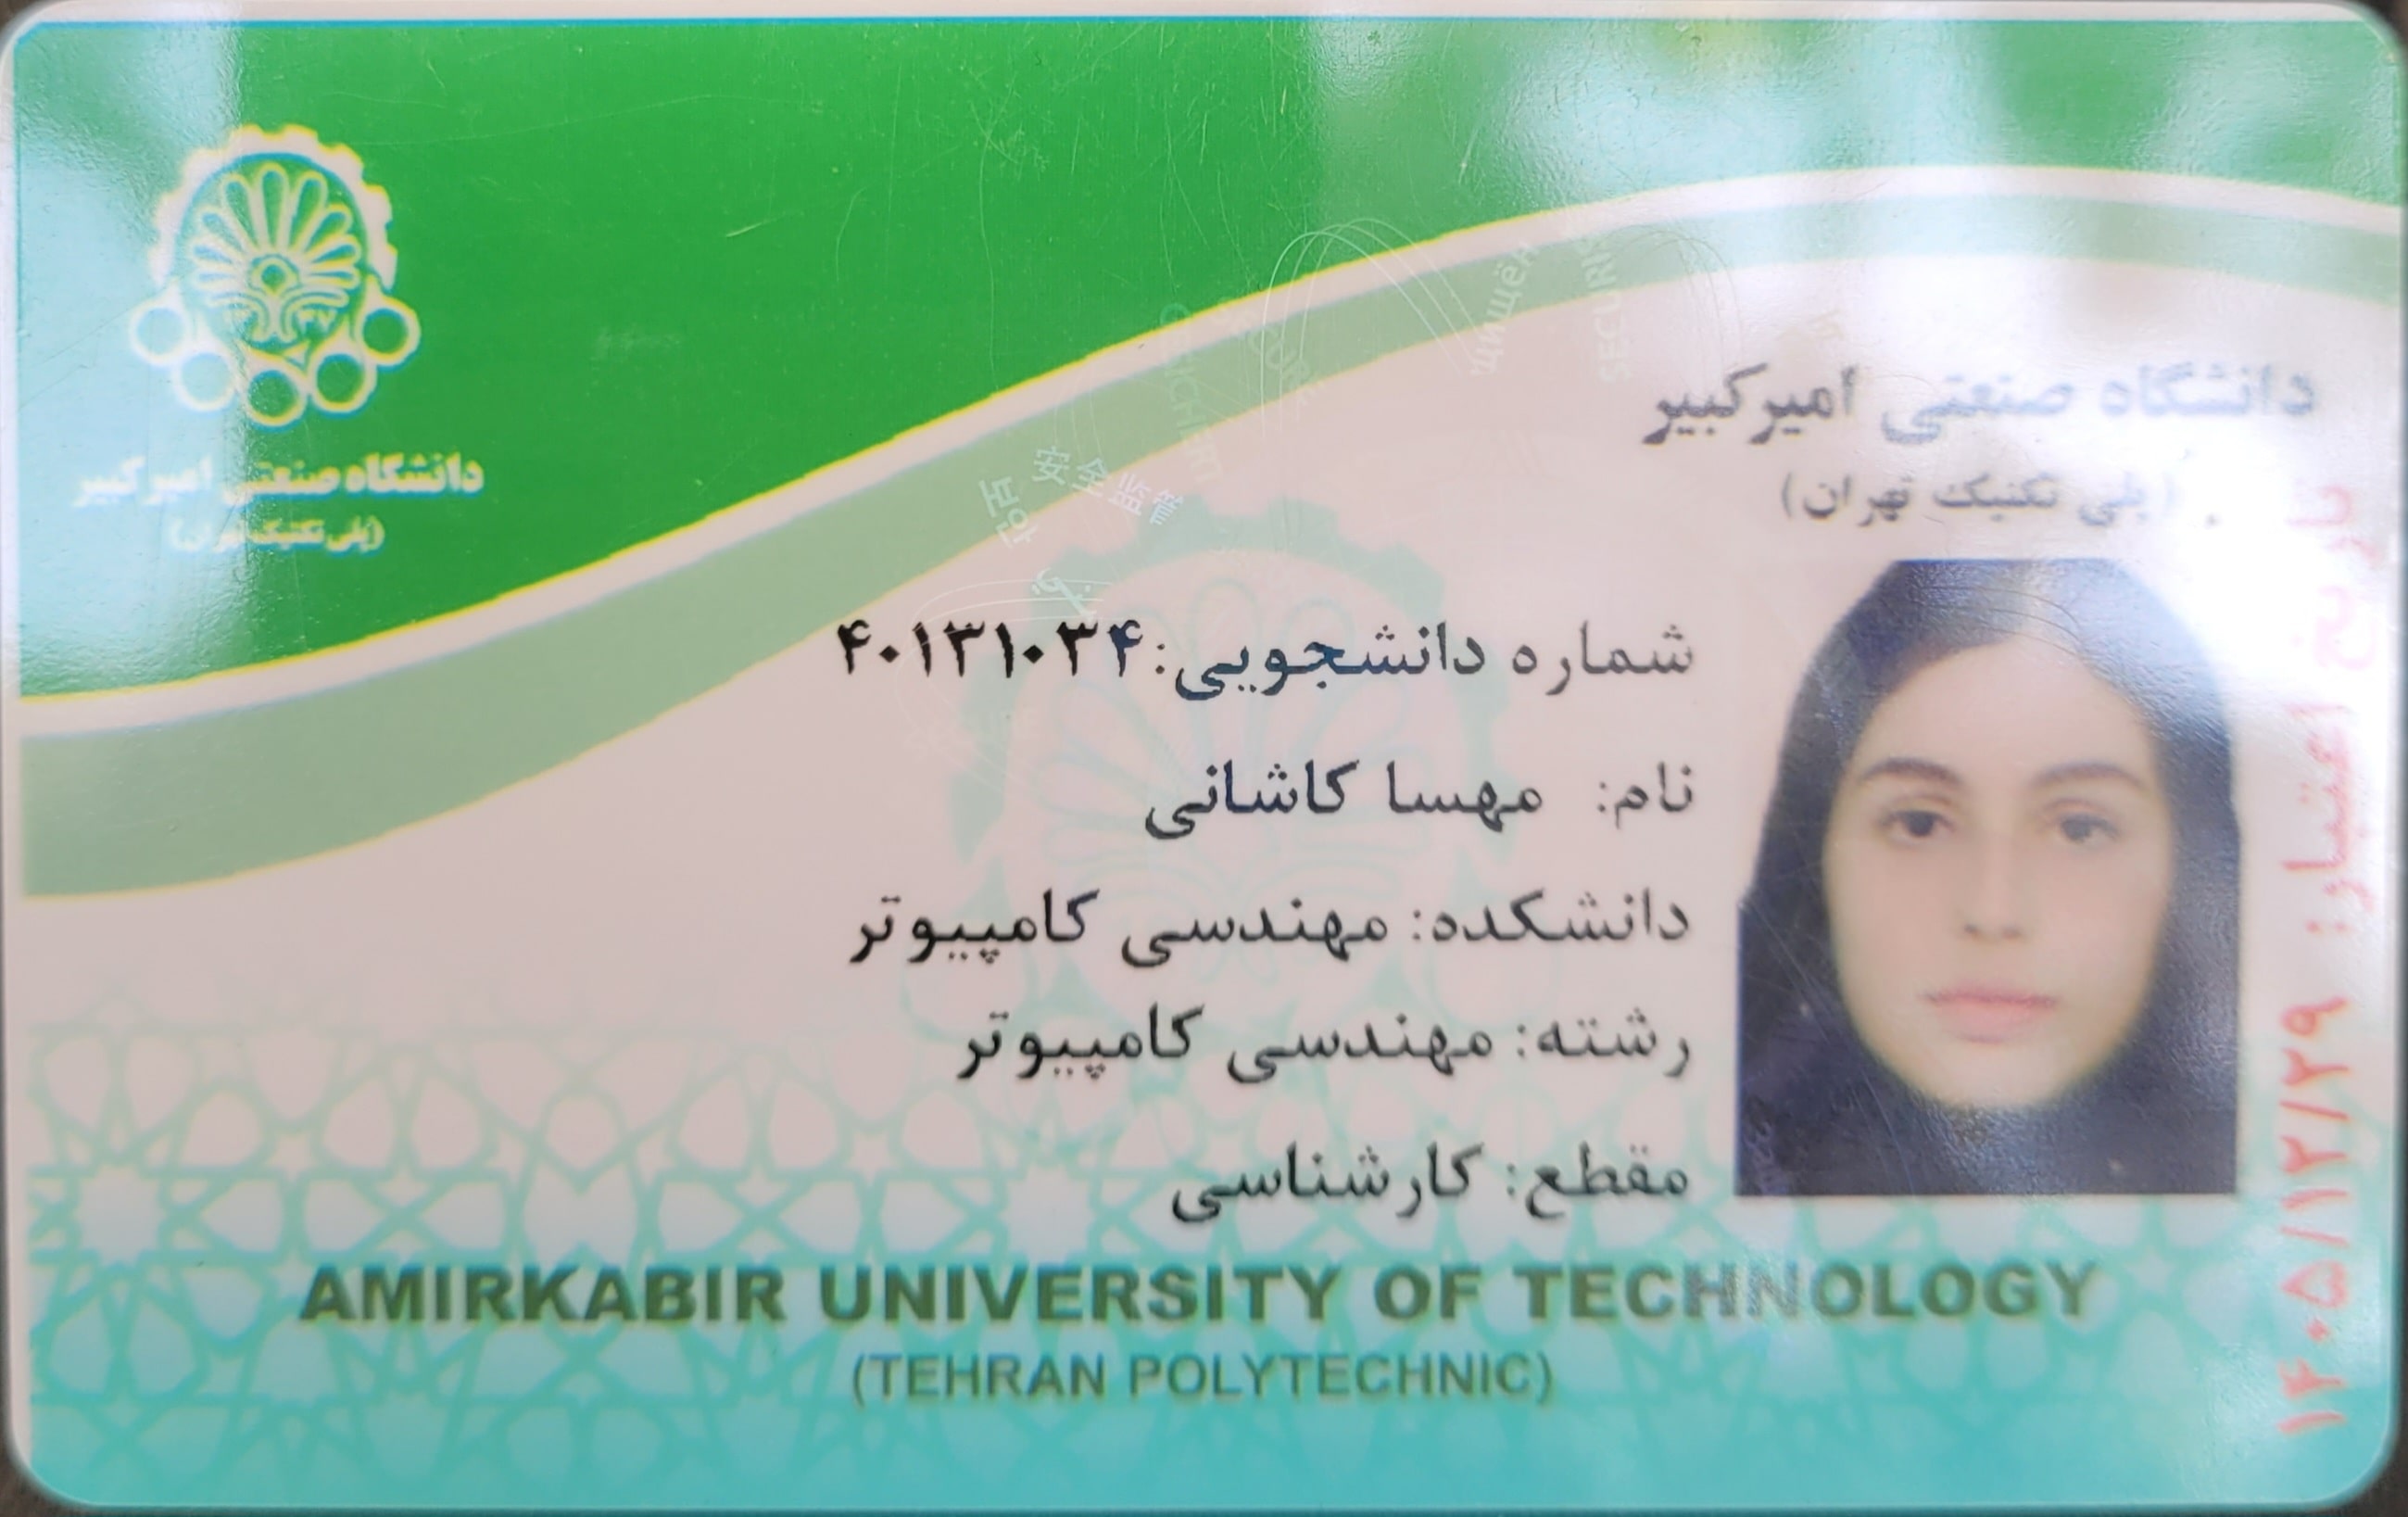 دانشگاه صنعتی امیرکبیر
(پلی تکنیک تهران)
دانشگاه صنعتی امیرکبیر
(پلی تکنیک تهران)
شماره دانشجویی: ۴۰۱۳۱۰۳۴
نام: مهسا کاشانی
دانشکده: مهندسی کامپیوتر
رشته: مهندسی کامپیوتر
مقطع: کارشناسی
تاریخ اعتبار: ۱۴۰۵/۱۲/۲۹
AMIRKABIR UNIVERSITY OF TECHNOLOGY
(TEHRAN POLYTECHNIC)
安全监管
보안